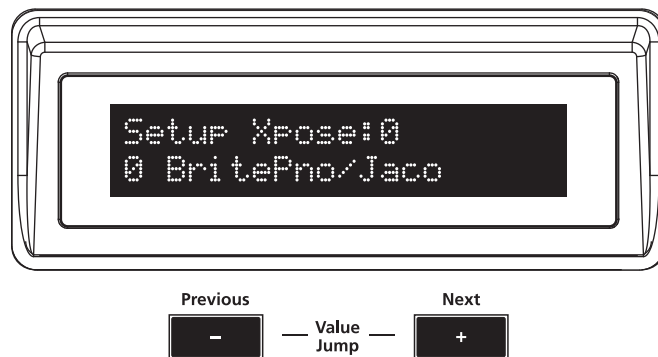 Setup Xpose:0
0 BritePno/Jaco
Previous
Next
-
Value
Jump
+